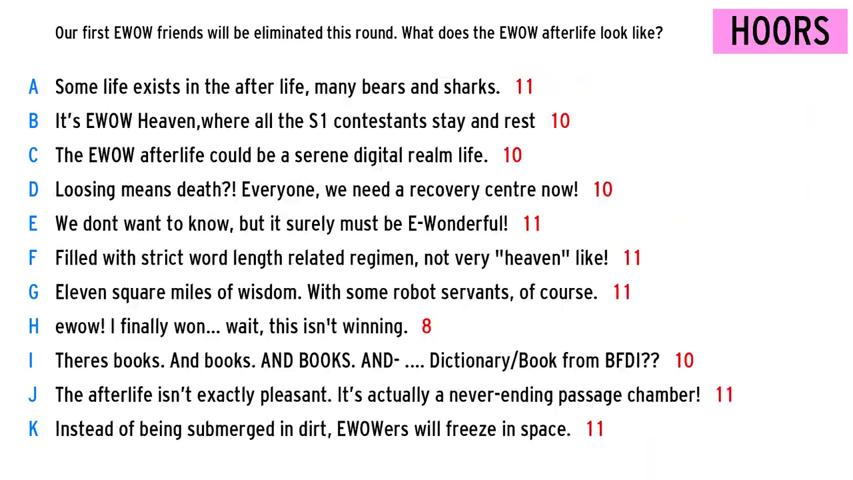 Our first EWOW friends will be eliminated this round. What does the EWOW afterlife look like?
HOORS
A Some life exists in the after life, many bears and sharks. 11
B It's EWOW Heaven,where all the S1 contestants stay and rest 10
C The EWOW afterlife could be a serene digital realm life. 10
D Loosing means death?! Everyone, we need a recovery centre now! 10
E We dont want to know, but it surely must be E-Wonderful! 11
F Filled with strict word length related regimen, not very "heaven" like! 11
G Eleven square miles of wisdom. With some robot servants, of course. 11
H ewow! I finally won... wait, this isn't winning. 8
I Theres books. And books. AND BOOKS. AND- .... Dictionary/Book from BFDI?? 10
J The afterlife isn't exactly pleasant. It's actually a never-ending passage chamber! 11
K Instead of being submerged in dirt, EWOWers will freeze in space. 11